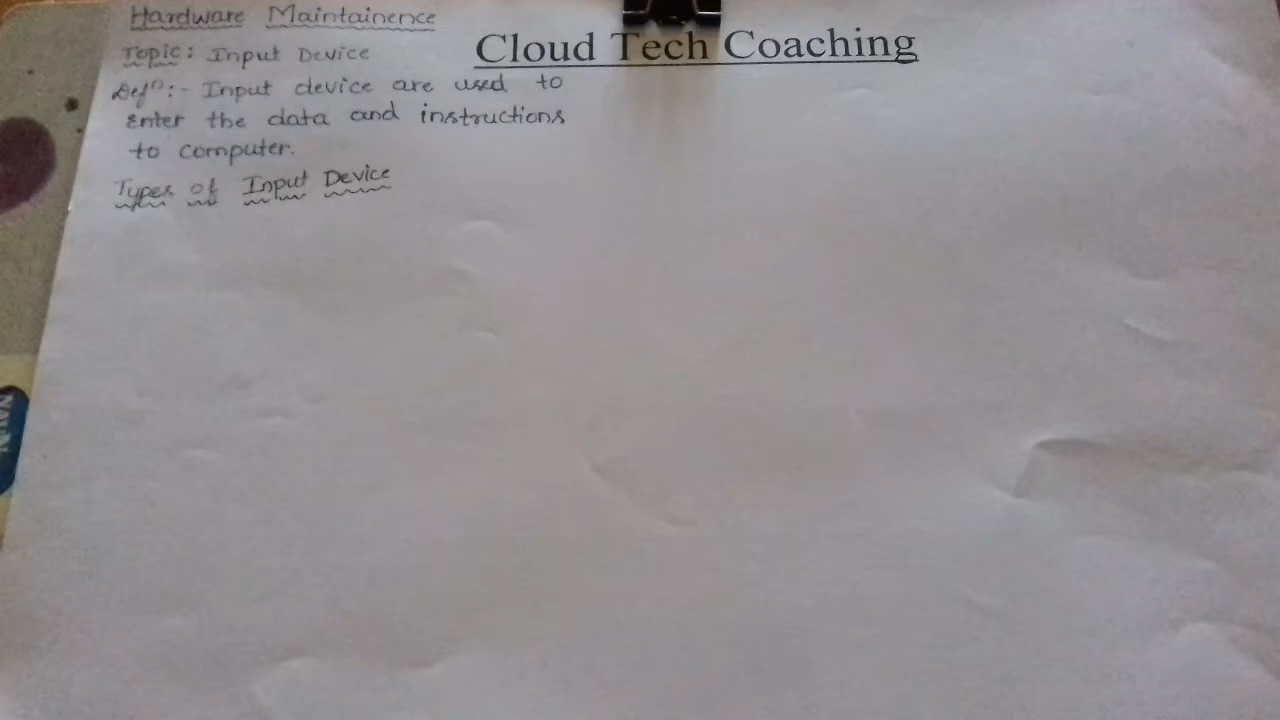 Hardware Maintainence
Cloud Tech Coaching
Topic: Input Device
Defⁿ:- Input device are used to
Enter the data and instructions
to computer.
Types of Input Device